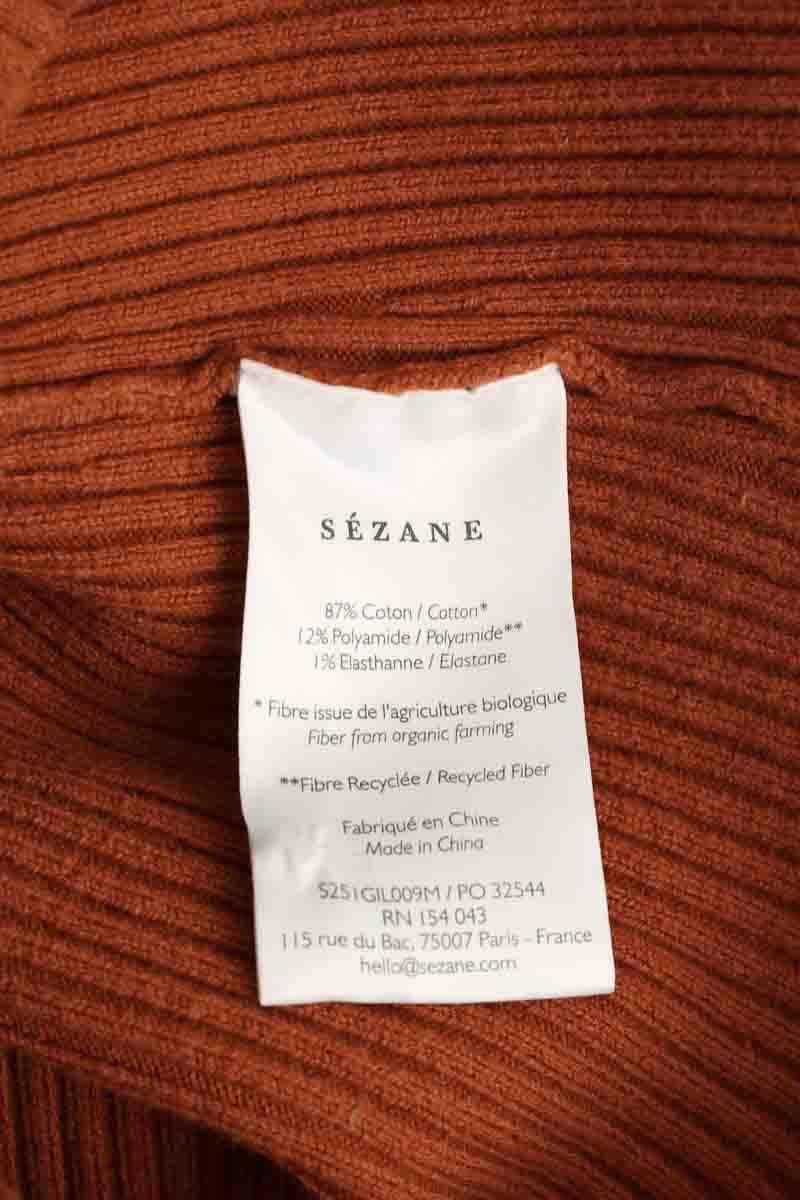 SÉZANE
87% Coton / Cotton*
12% Polyamide / Polyamide**
1% Elasthanne / Elastane
* Fibre issue de l'agriculture biologique
Fiber from organic farming
**Fibre Recyclée / Recycled Fiber
Fabriqué en Chine
Made in China
S251GIL009M / PO 32544
RN 154 043
115 rue du Bac, 75007 Paris - France
hello@sezane.com